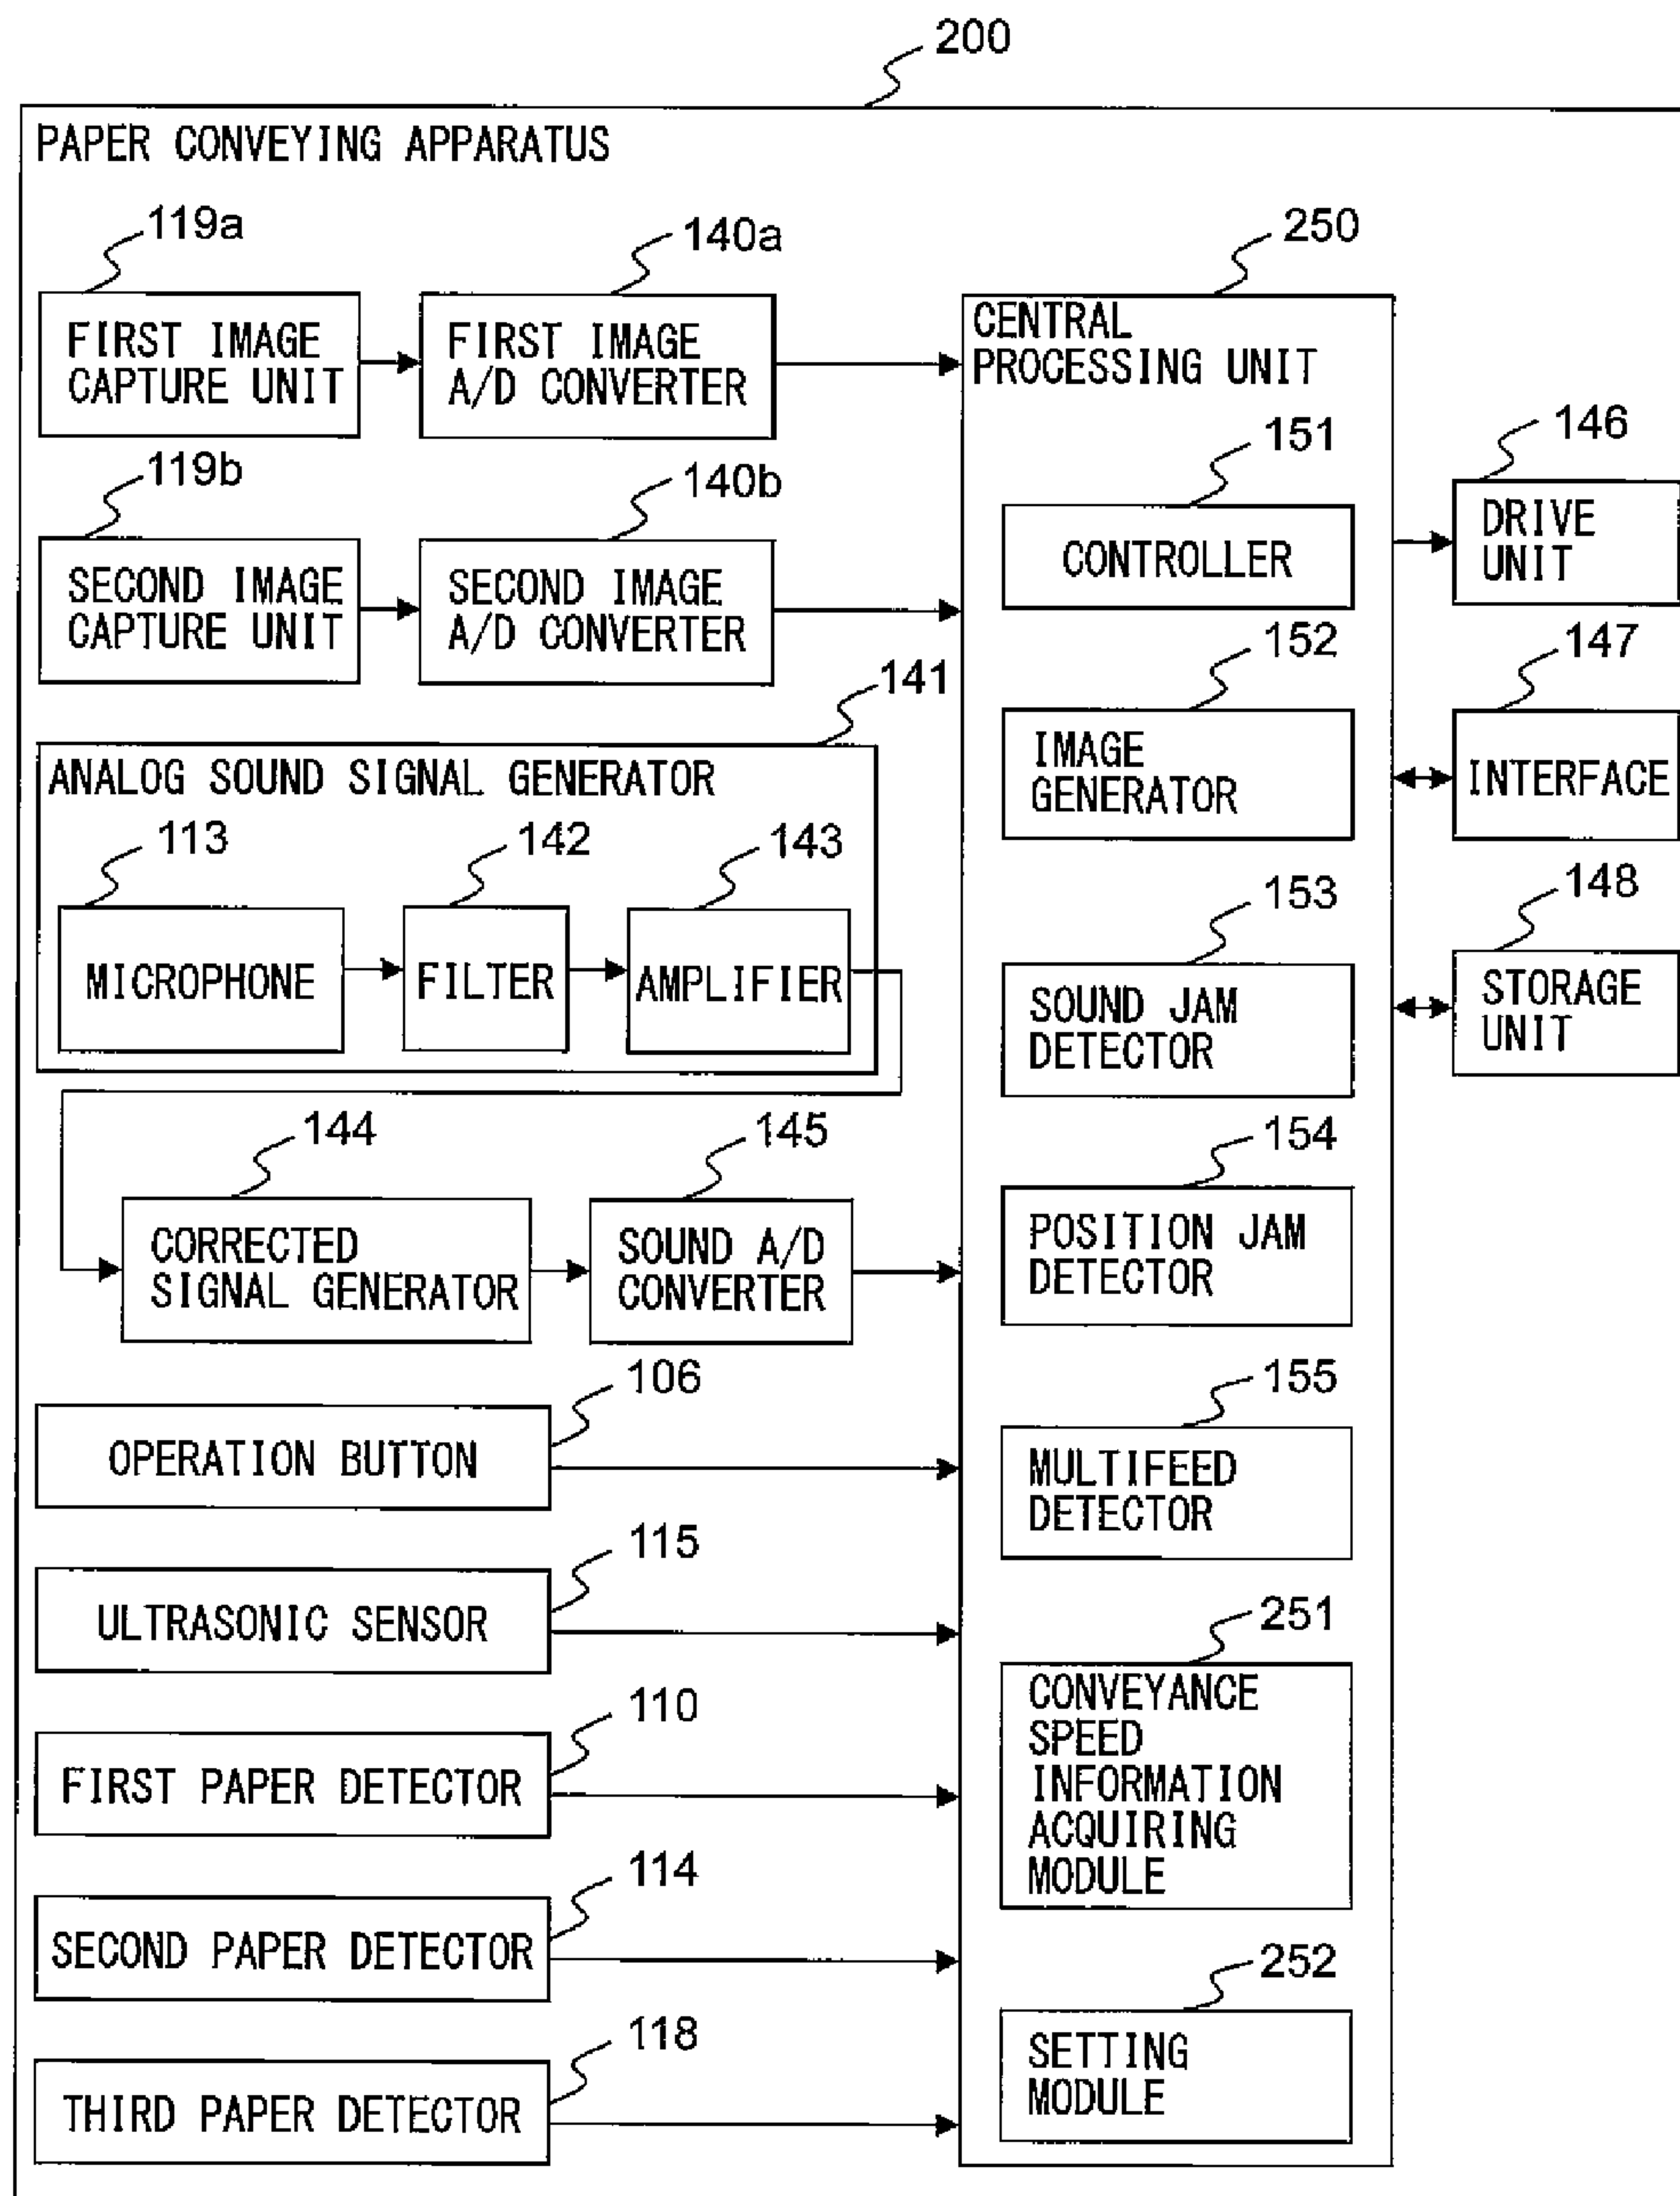 200
PAPER CONVEYING APPARATUS
119a
140a
250
FIRST IMAGE
CAPTURE UNIT
FIRST IMAGE
A/D CONVERTER
CENTRAL
PROCESSING UNIT
119b
140b
151
146
SECOND IMAGE
CAPTURE UNIT
SECOND IMAGE
A/D CONVERTER
CONTROLLER
DRIVE
UNIT
141
152
147
ANALOG SOUND SIGNAL GENERATOR
IMAGE
GENERATOR
INTERFACE
113
142
143
153
148
MICROPHONE
FILTER
AMPLIFIER
SOUND JAM
DETECTOR
STORAGE
UNIT
144
145
154
CORRECTED
SIGNAL GENERATOR
SOUND A/D
CONVERTER
POSITION JAM
DETECTOR
106
155
OPERATION BUTTON
MULTIFEED
DETECTOR
115
251
ULTRASONIC SENSOR
CONVEYANCE
SPEED
INFORMATION
ACQUIRING
MODULE
110
FIRST PAPER DETECTOR
114
SECOND PAPER DETECTOR
252
118
SETTING
MODULE
THIRD PAPER DETECTOR